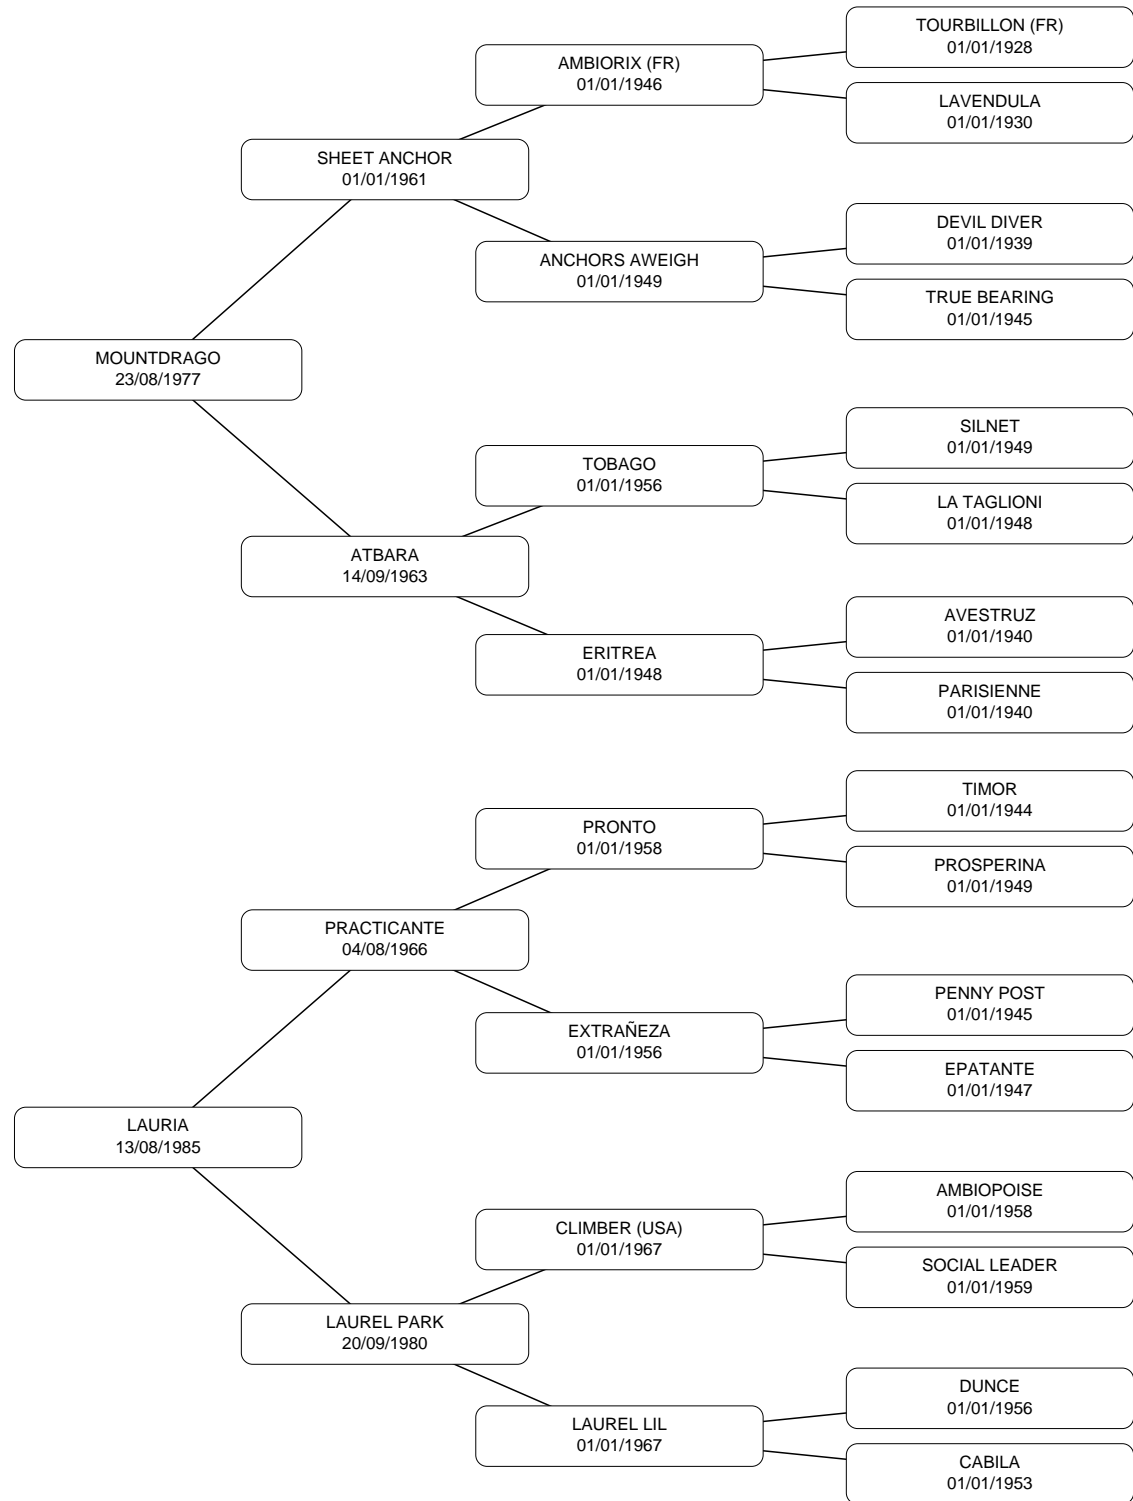 TOURBILLON (FR)
01/01/1928
AMBIORIX (FR)
01/01/1946
LAVENDULA
01/01/1930
SHEET ANCHOR
01/01/1961
DEVIL DIVER
01/01/1939
ANCHORS AWEIGH
01/01/1949
TRUE BEARING
01/01/1945
MOUNTDRAGO
23/08/1977
SILNET
01/01/1949
TOBAGO
01/01/1956
LA TAGLIONI
01/01/1948
ATBARA
14/09/1963
AVESTRUZ
01/01/1940
ERITREA
01/01/1948
PARISIENNE
01/01/1940
TIMOR
01/01/1944
PRONTO
01/01/1958
PROSPERINA
01/01/1949
PRACTICANTE
04/08/1966
PENNY POST
01/01/1945
EXTRAÑEZA
01/01/1956
EPATANTE
01/01/1947
LAURIA
13/08/1985
AMBIOPOISE
01/01/1958
CLIMBER (USA)
01/01/1967
SOCIAL LEADER
01/01/1959
LAUREL PARK
20/09/1980
DUNCE
01/01/1956
LAUREL LIL
01/01/1967
CABILA
01/01/1953